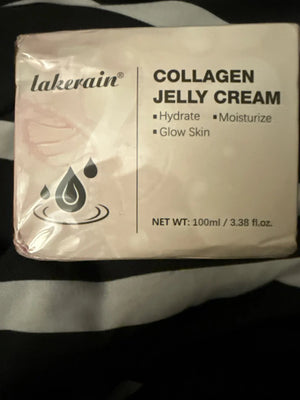 lakerain®
COLLAGEN
JELLY CREAM
▪Hydrate ▪Moisturize
▪Glow Skin
NET WT: 100ml / 3.38 fl.oz.